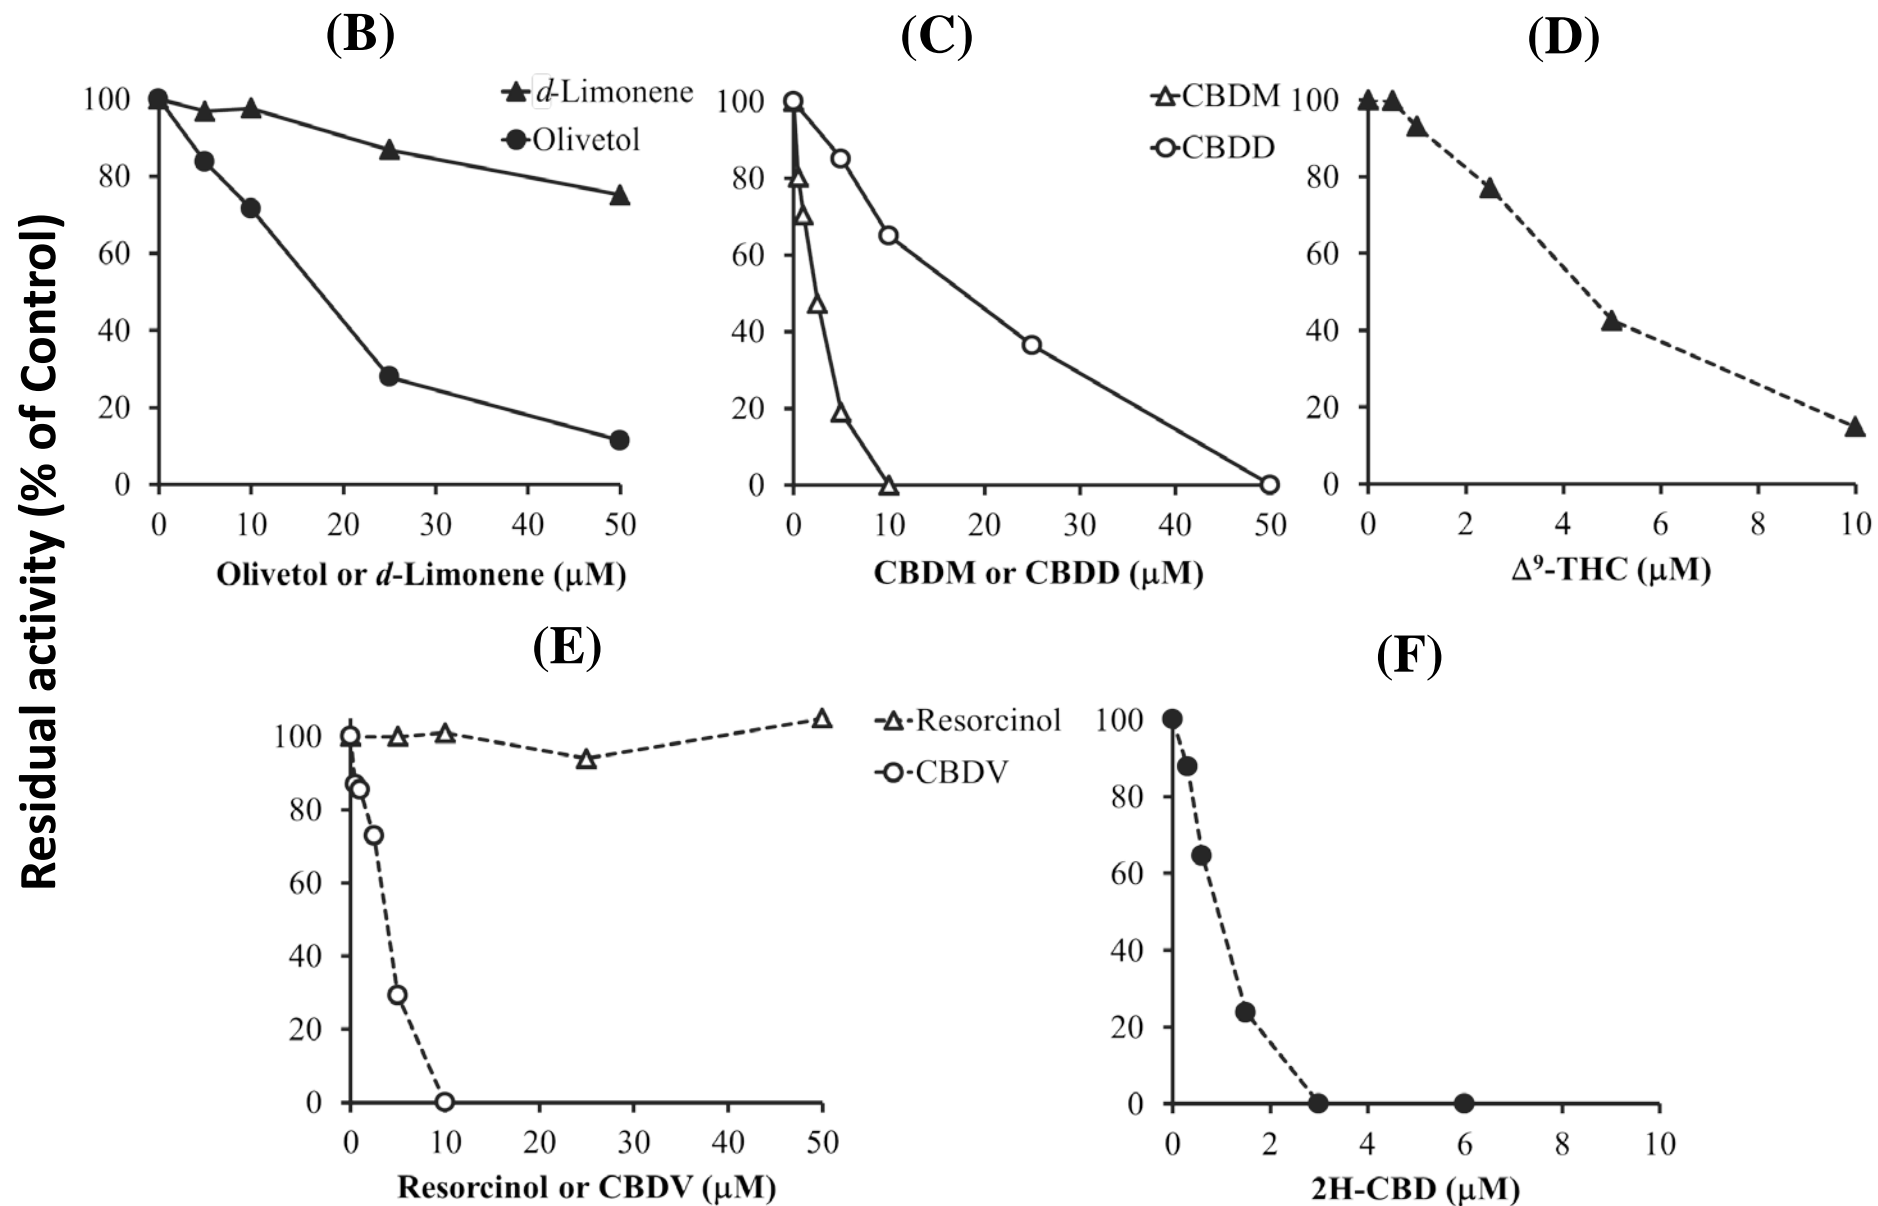 Residual activity (% of Control)
(B)
d-Limonene
Olivetol
100
80
60
40
20
0
0 10 20 30 40 50
Olivetol or d-Limonene (μM)
(C)
CBDM
CBDD
100
80
60
40
20
0
0 10 20 30 40 50
CBDM or CBDD (μM)
(D)
100
80
60
40
20
0
0 2 4 6 8 10
Δ⁹-THC (μM)
(E)
Resorcinol
CBDV
100
80
60
40
20
0
0 10 20 30 40 50
Resorcinol or CBDV (μM)
(F)
100
80
60
40
20
0
0 2 4 6 8 10
2H-CBD (μM)